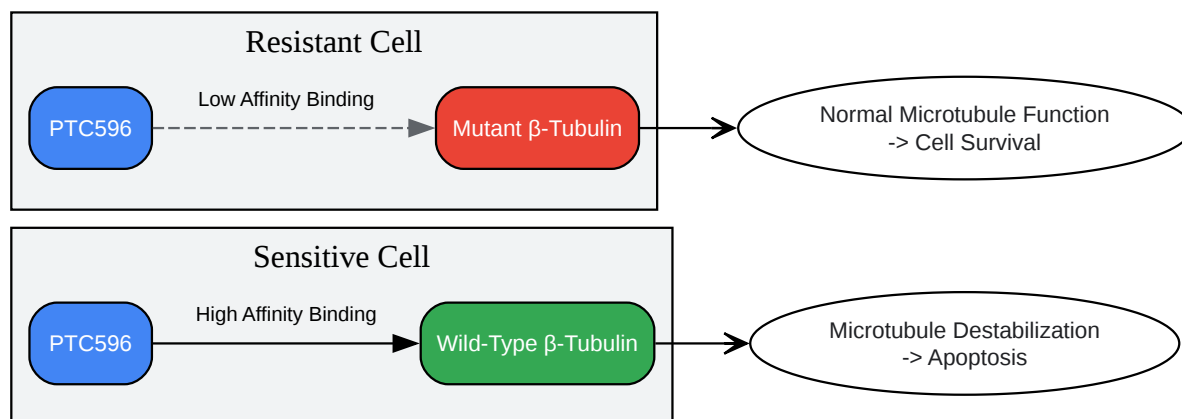 Resistant Cell
PTC596
Low Affinity Binding
Mutant β-Tubulin
Normal Microtubule Function
-> Cell Survival
Sensitive Cell
PTC596
High Affinity Binding
Wild-Type β-Tubulin
Microtubule Destabilization
-> Apoptosis